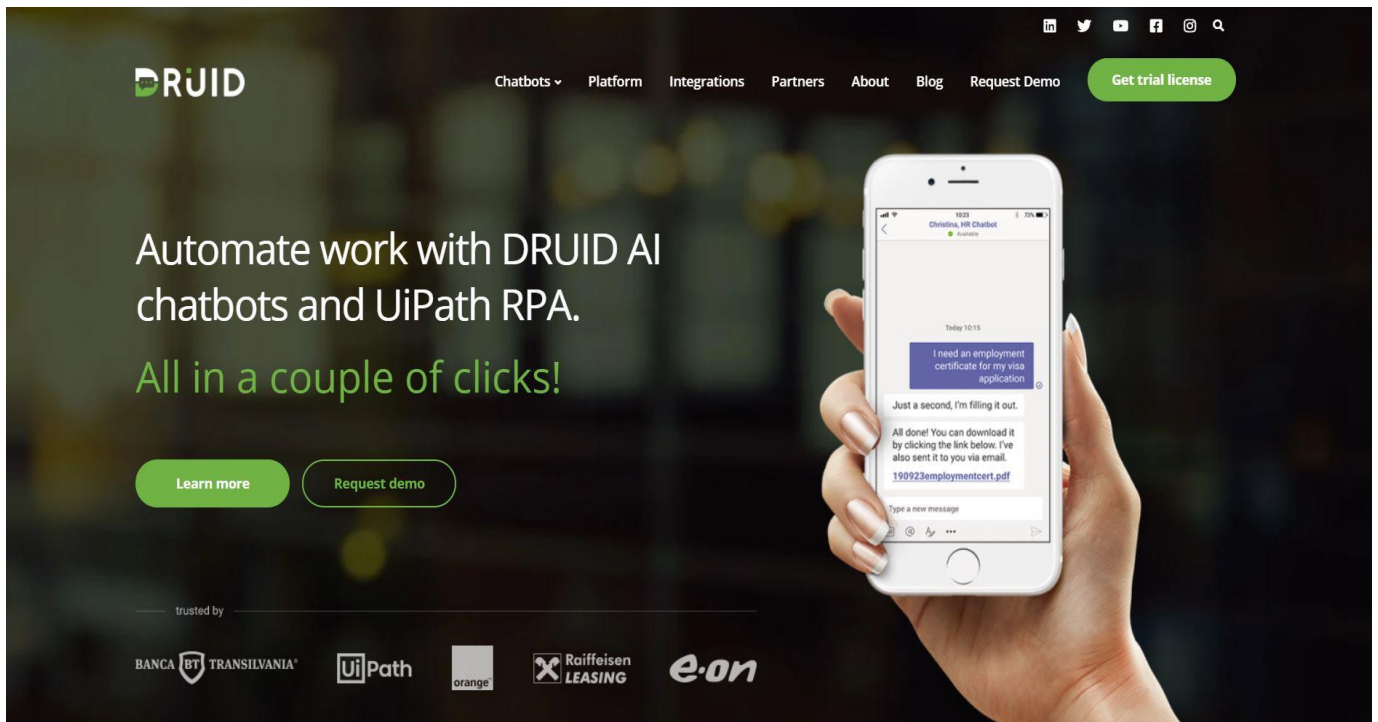 DRUID
Chatbots Platform Integrations Partners About Blog Request Demo Get trial license
Automate work with DRUID AI
chatbots and UiPath RPA.
All in a couple of clicks!
Learn more Request demo
trusted by
BANCA BT TRANSILVANIA®
UiPath
orange™
Raiffeisen
LEASING
e·on
10:23 73%
Christina, HR Chatbot
Available
Today 10:15
I need an employment
certificate for my visa
application
Just a second, I'm filling it out.
All done! You can download it
by clicking the link below. I've
also sent it to you via email.
190923employmentcert.pdf
Type a new message